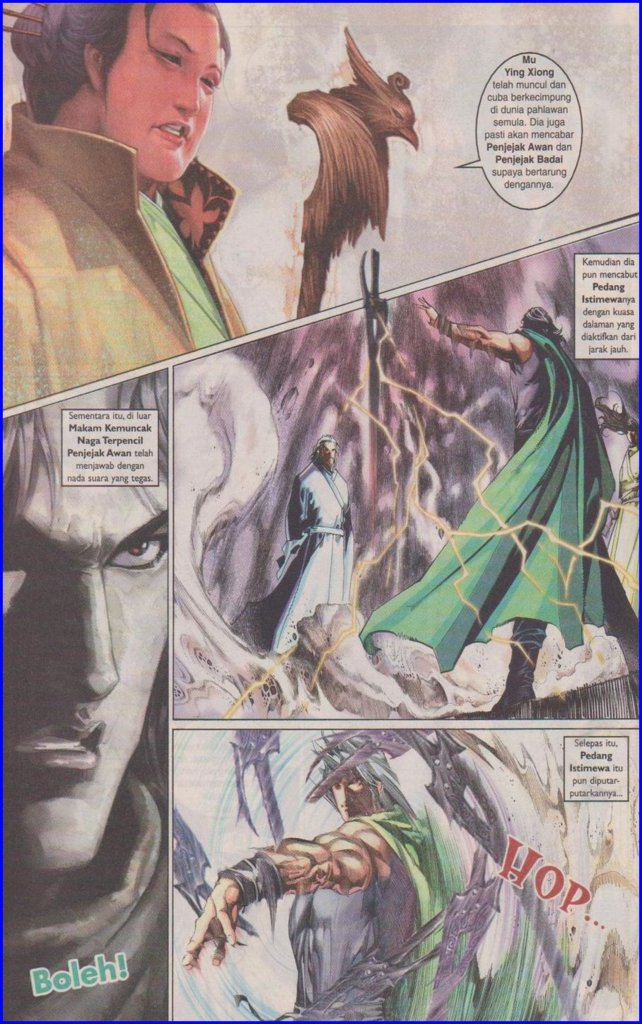 Mu
Ying Xiong
telah muncul dan
cuba berkecimpung
di dunia pahlawan
semula. Dia juga
pasti akan mencabar
Penjejak Awan dan
Penjejak Badai
supaya bertarung
dengannya.
Kemudian dia
pun mencabut
Pedang
Istimewanya
dengan kuasa
dalaman yang
diaktifkan dari
jarak jauh.
Sementara itu, di luar
Makam Kemuncak
Naga Terpencil
Penjejak Awan telah
menjawab dengan
nada suara yang tegas.
Boleh!
Selepas itu,
Pedang
Istimewa itu
pun diputar-
putarkannya...
HOP...